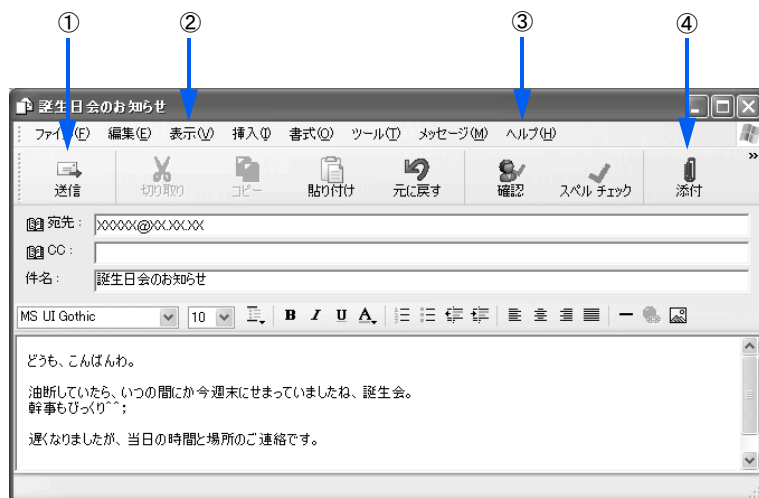 ① ② ③ ④
誕生日会のお知らせ
ファイル(F) 編集(E) 表示(V) 挿入(I) 書式(O) ツール(T) メッセージ(M) ヘルプ(H)
送信 切り取り コピー 貼り付け 元に戻す 確認 スペル チェック 添付 »
宛先: XXXXX@XX.XX.XX
CC:
件名: 誕生日会のお知らせ
MS UI Gothic 10 B I U A
どうも、こんばんわ。
油断していたら、いつの間にか今週末にせまっていましたね、誕生会。
幹事もびっくり^^;
遅くなりましたが、当日の時間と場所のご連絡です。